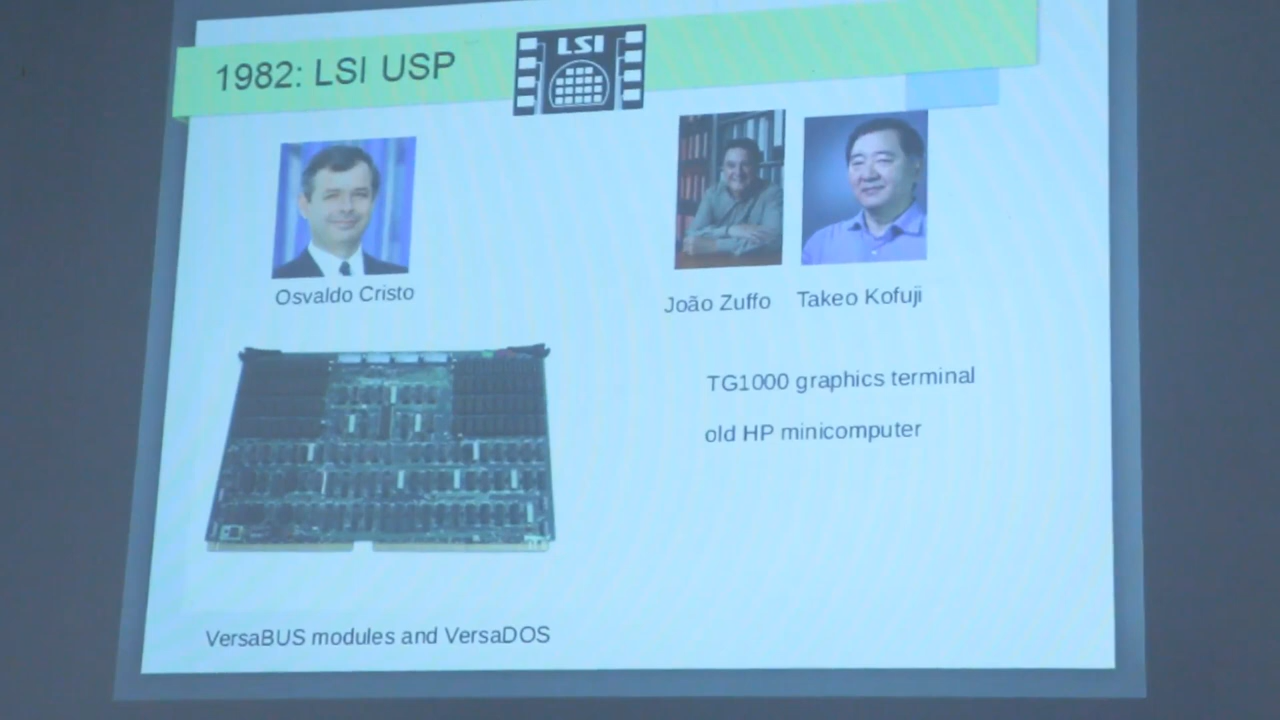 1982: LSI USP
LSI
Osvaldo Cristo
João Zuffo
Takeo Kofuji
TG1000 graphics terminal
old HP minicomputer
VersaBUS modules and VersaDOS